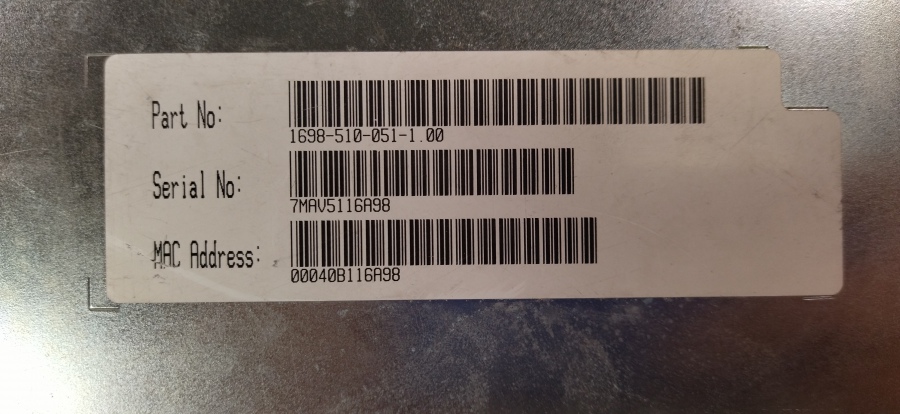 Part No:
1698-510-051-1.00
Serial No:
7MAV5116A98
MAC Address:
00040B116A98